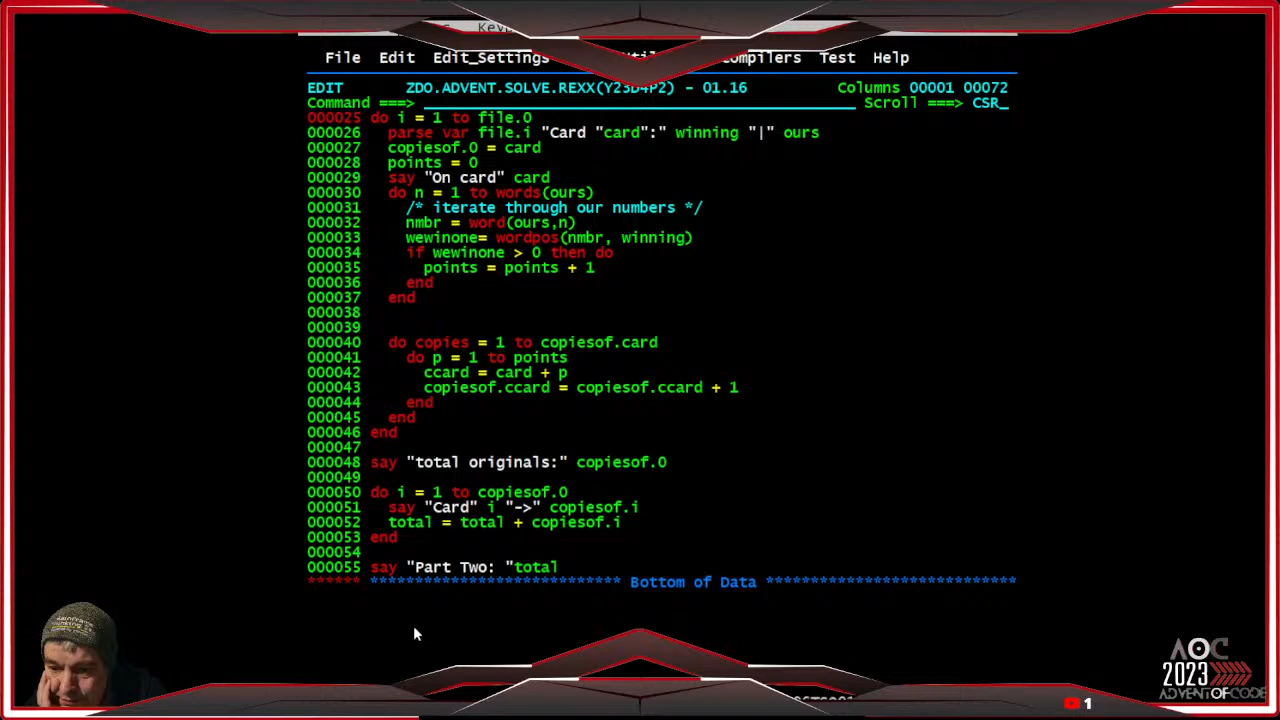 File Edit Edit_Settings Compilers Test Help
EDIT ZDO.ADVENT.SOLVE.REXX(Y23D4P2) - 01.16 Columns 00001 00072
Command ===> Scroll ===> CSR_
000025 do i = 1 to file.0
000026 parse var file.i "Card "card":" winning "|" ours
000027 copiesof.0 = card
000028 points = 0
000029 say "On card" card
000030 do n = 1 to words(ours)
000031 /* iterate through our numbers */
000032 nmbr = word(ours,n)
000033 wewinone= wordpos(nmbr, winning)
000034 if wewinone > 0 then do
000035 points = points + 1
000036 end
000037 end
000038
000039
000040 do copies = 1 to copiesof.card
000041 do p = 1 to points
000042 ccard = card + p
000043 copiesof.ccard = copiesof.ccard + 1
000044 end
000045 end
000046 end
000047
000048 say "total originals:" copiesof.0
000049
000050 do i = 1 to copiesof.0
000051 say "Card" i "->" copiesof.i
000052 total = total + copiesof.i
000053 end
000054
000055 say "Part Two: "total
****** **************************** Bottom of Data ****************************
AOC
2023
ADVENT OF CODE
1